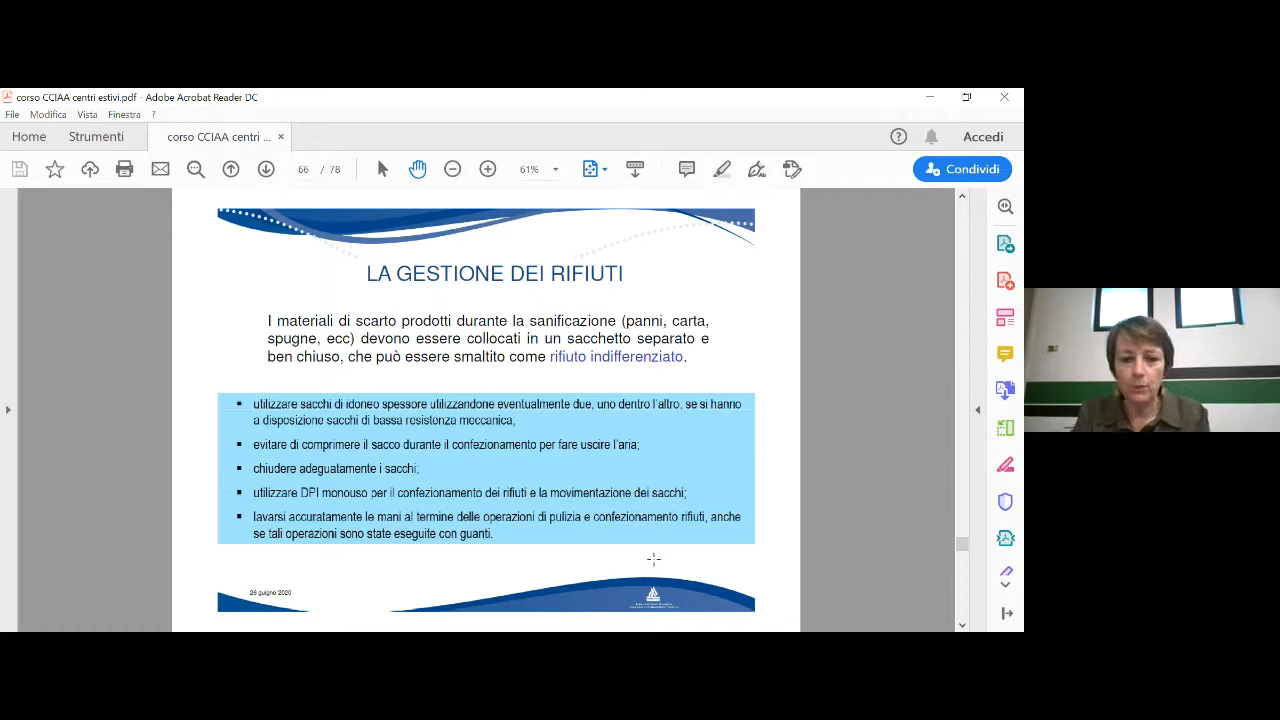 corso CCIAA centri estivi.pdf - Adobe Acrobat Reader DC
File Modifica Vista Finestra ?
Home Strumenti corso CCIAA centri ... × Accedi
66 / 78 61% Condividi
LA GESTIONE DEI RIFIUTI
I materiali di scarto prodotti durante la sanificazione (panni, carta,
spugne, ecc) devono essere collocati in un sacchetto separato e
ben chiuso, che può essere smaltito come rifiuto indifferenziato.
▪ utilizzare sacchi di idoneo spessore utilizzandone eventualmente due, uno dentro l'altro, se si hanno
a disposizione sacchi di bassa resistenza meccanica;
▪ evitare di comprimere il sacco durante il confezionamento per fare uscire l'aria;
▪ chiudere adeguatamente i sacchi;
▪ utilizzare DPI monouso per il confezionamento dei rifiuti e la movimentazione dei sacchi;
▪ lavarsi accuratamente le mani al termine delle operazioni di pulizia e confezionamento rifiuti, anche
se tali operazioni sono state eseguite con guanti.
26 guigno 2020